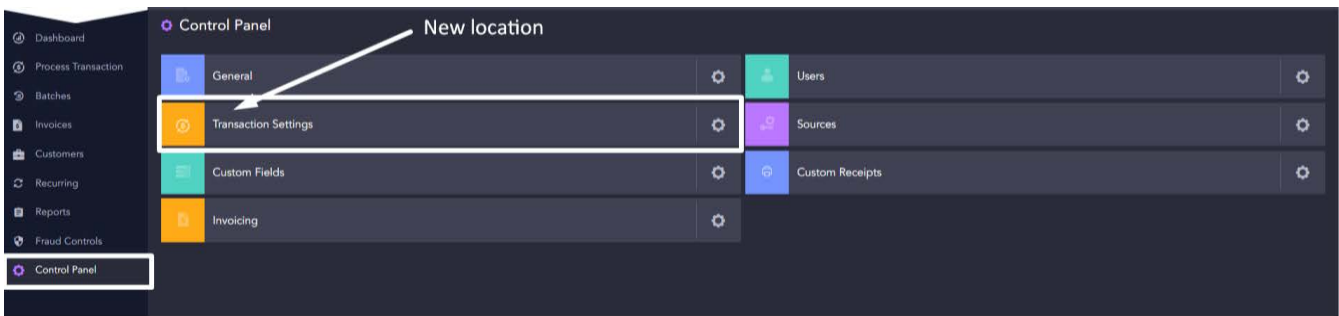 Control Panel
New location
Dashboard
Process Transaction
Batches
Invoices
Customers
Recurring
Reports
Fraud Controls
Control Panel
General
Users
Transaction Settings
Sources
Custom Fields
Custom Receipts
Invoicing